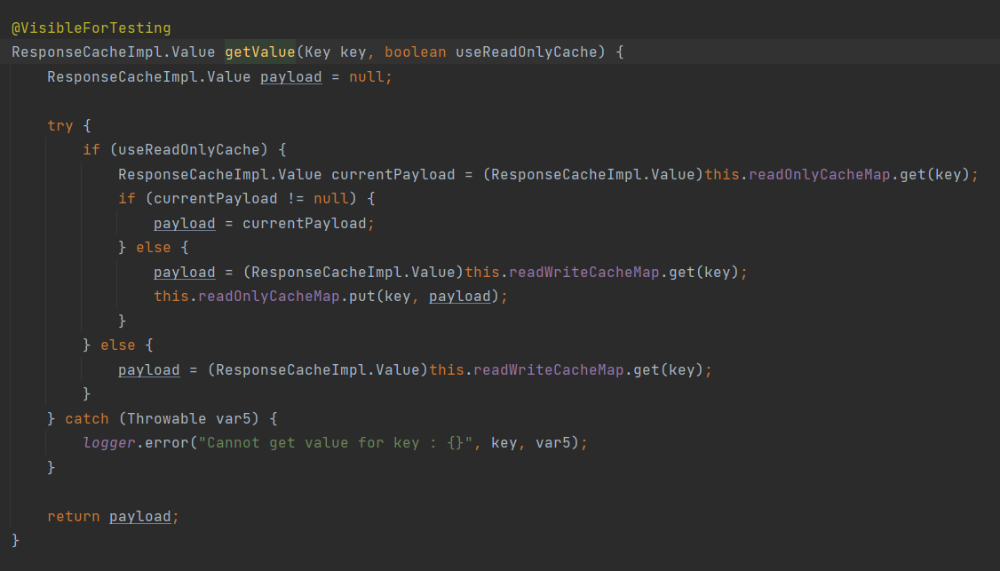 @VisibleForTesting
ResponseCacheImpl.Value getValue(Key key, boolean useReadOnlyCache) {
    ResponseCacheImpl.Value payload = null;

    try {
        if (useReadOnlyCache) {
            ResponseCacheImpl.Value currentPayload = (ResponseCacheImpl.Value)this.readOnlyCacheMap.get(key);
            if (currentPayload != null) {
                payload = currentPayload;
            } else {
                payload = (ResponseCacheImpl.Value)this.readWriteCacheMap.get(key);
                this.readOnlyCacheMap.put(key, payload);
            }
        } else {
            payload = (ResponseCacheImpl.Value)this.readWriteCacheMap.get(key);
        }
    } catch (Throwable var5) {
        logger.error("Cannot get value for key : {}", key, var5);
    }

    return payload;
}